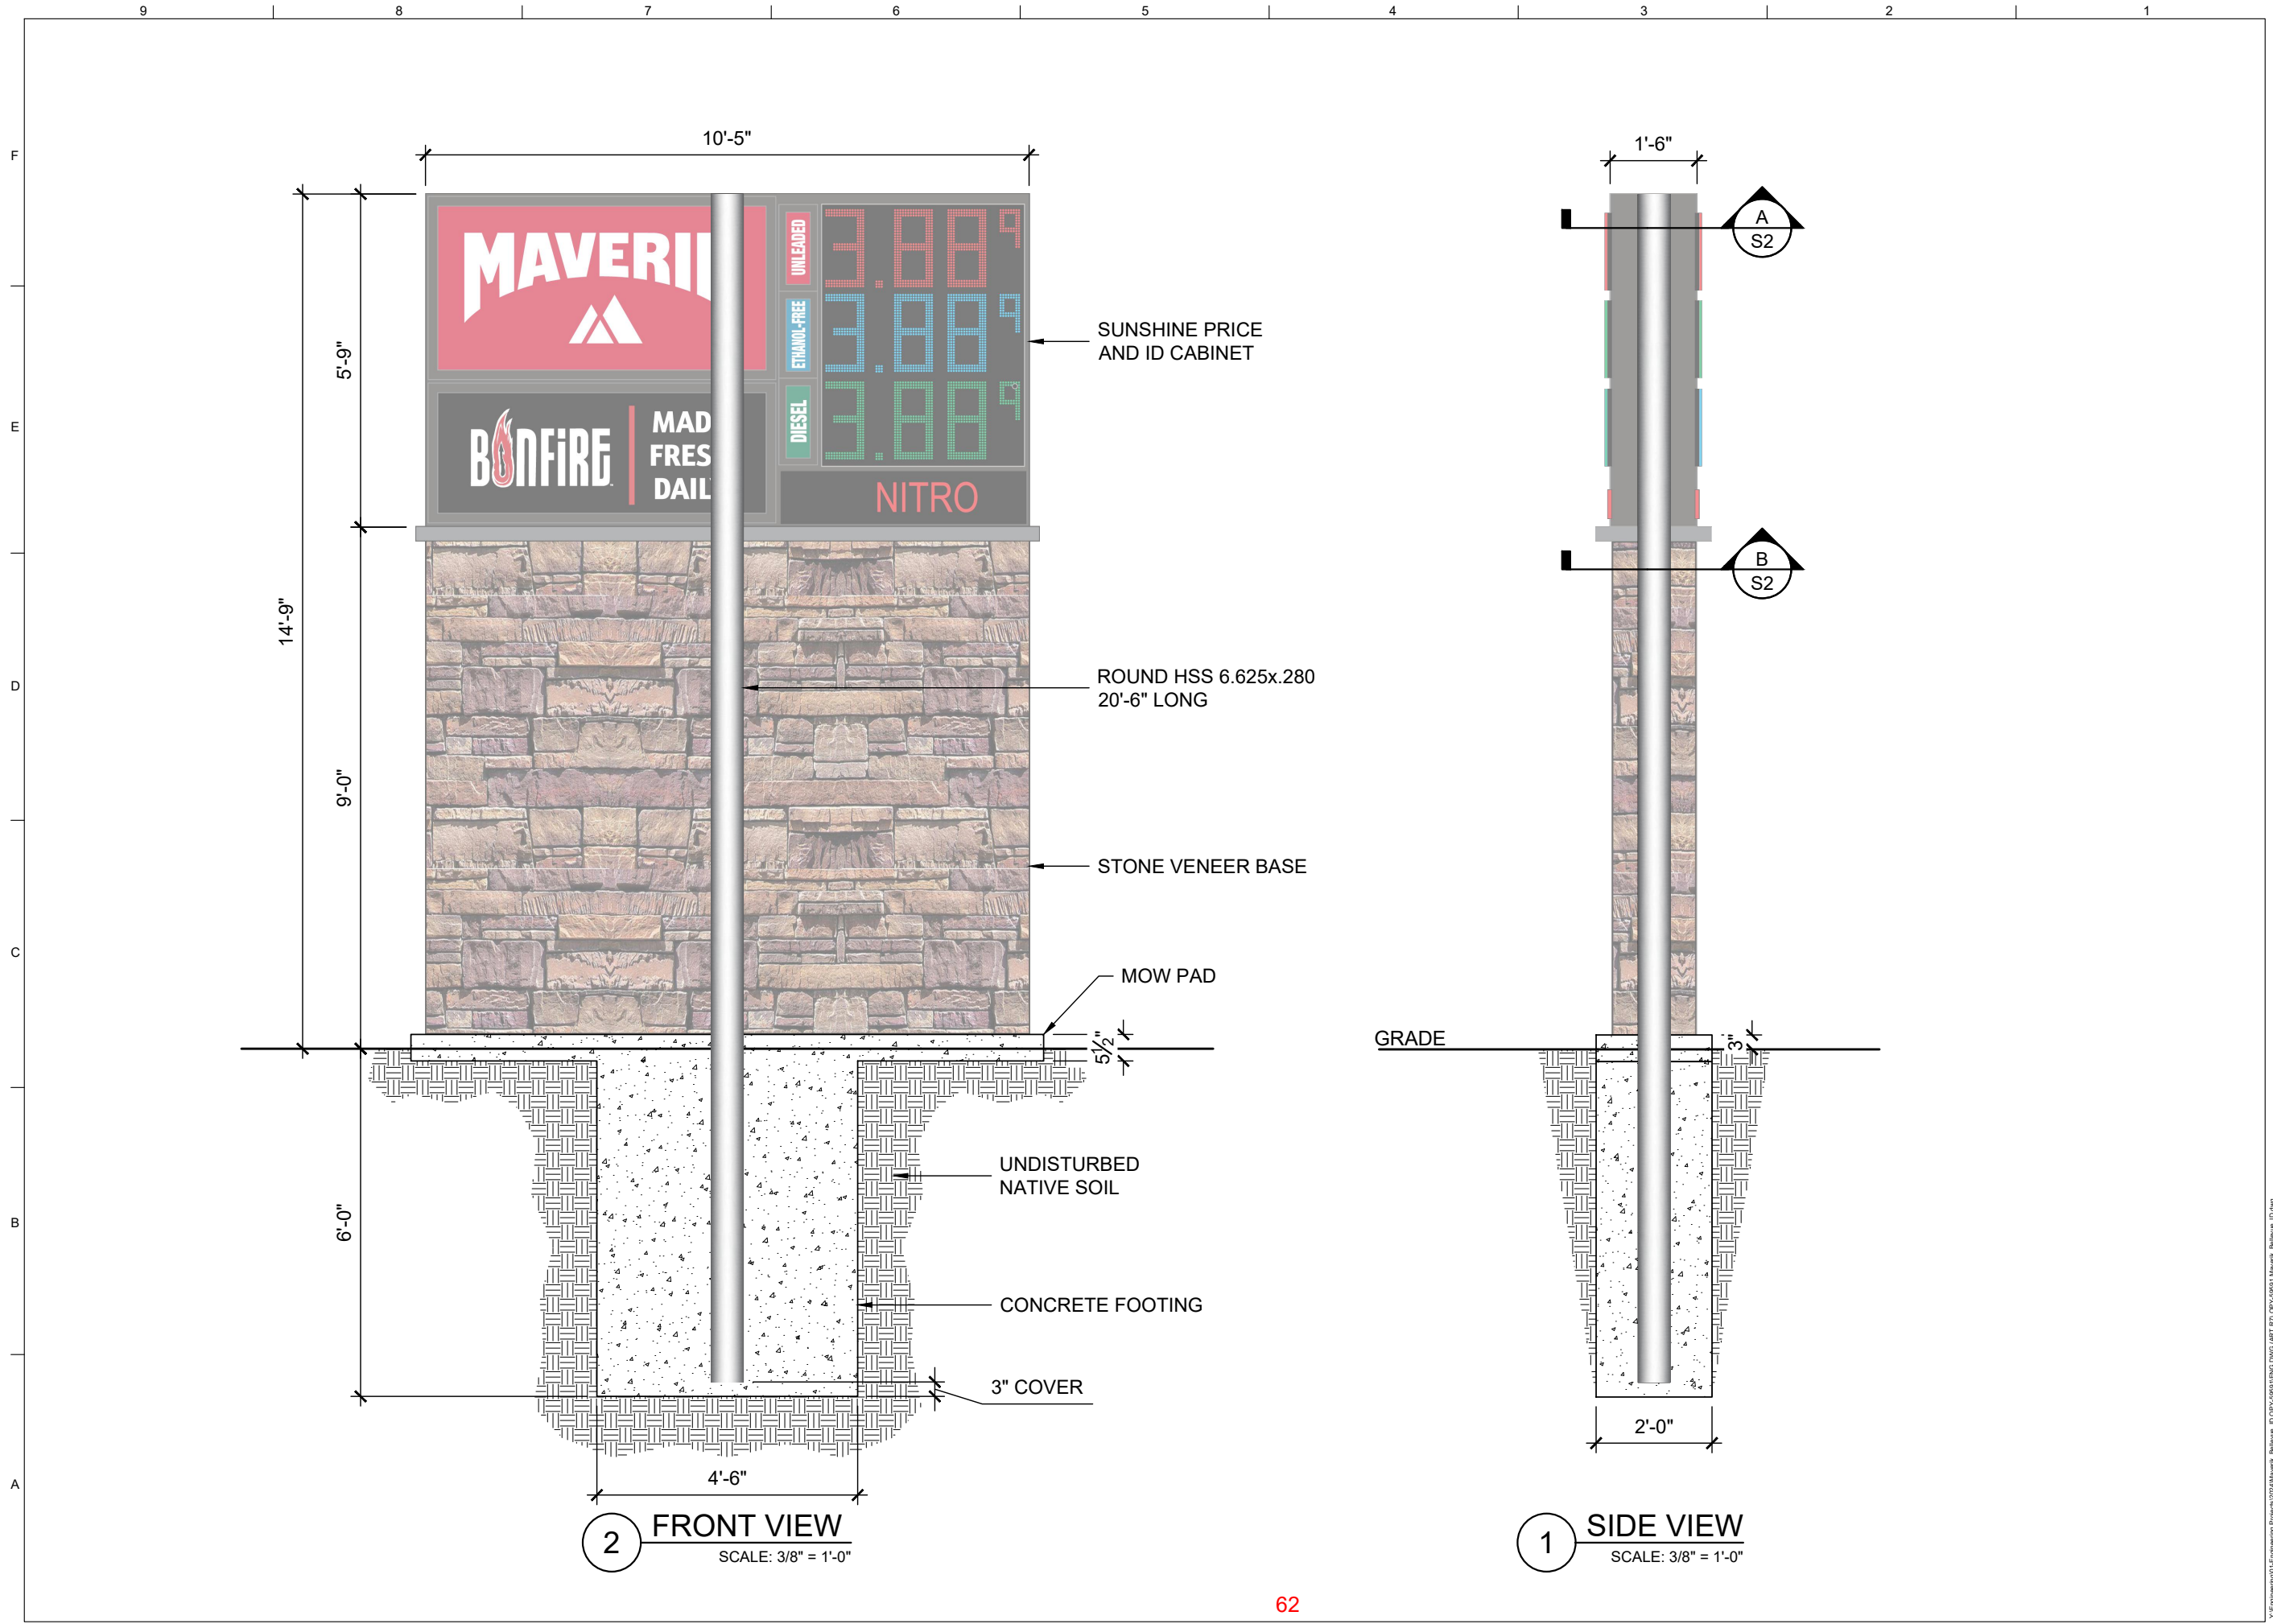 9 8 7 6 5 4 3 2 1
F
E
D
C
B
A
10'-5"
14'-9"
5'-9"
9'-0"
6'-0"
MAVERI
UNLEADED
3.889
ETHANOL-FREE
3.889
DIESEL
3.889
BONFIRE
MAD
FRES
DAIL
NITRO
SUNSHINE PRICE
AND ID CABINET
ROUND HSS 6.625x.280
20'-6" LONG
STONE VENEER BASE
MOW PAD
5½"
UNDISTURBED
NATIVE SOIL
CONCRETE FOOTING
3" COVER
4'-6"
2 FRONT VIEW
SCALE: 3/8" = 1'-0"
1'-6"
A
S2
B
S2
GRADE
3"
2'-0"
1 SIDE VIEW
SCALE: 3/8" = 1'-0"
62